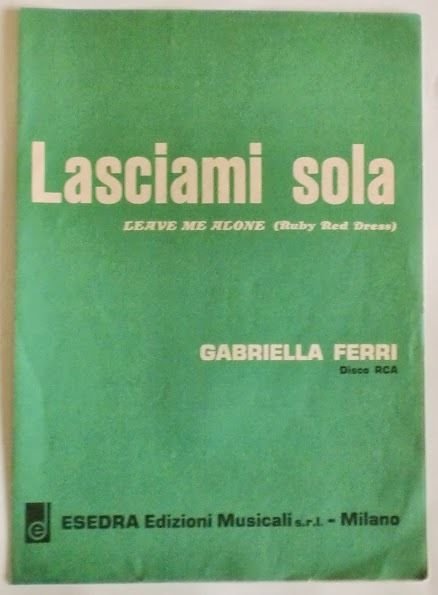 Lasciami sola
LEAVE ME ALONE (Ruby Red Dress)
GABRIELLA FERRI
Disco RCA
e ESEDRA Edizioni Musicali s.r.l. - Milano